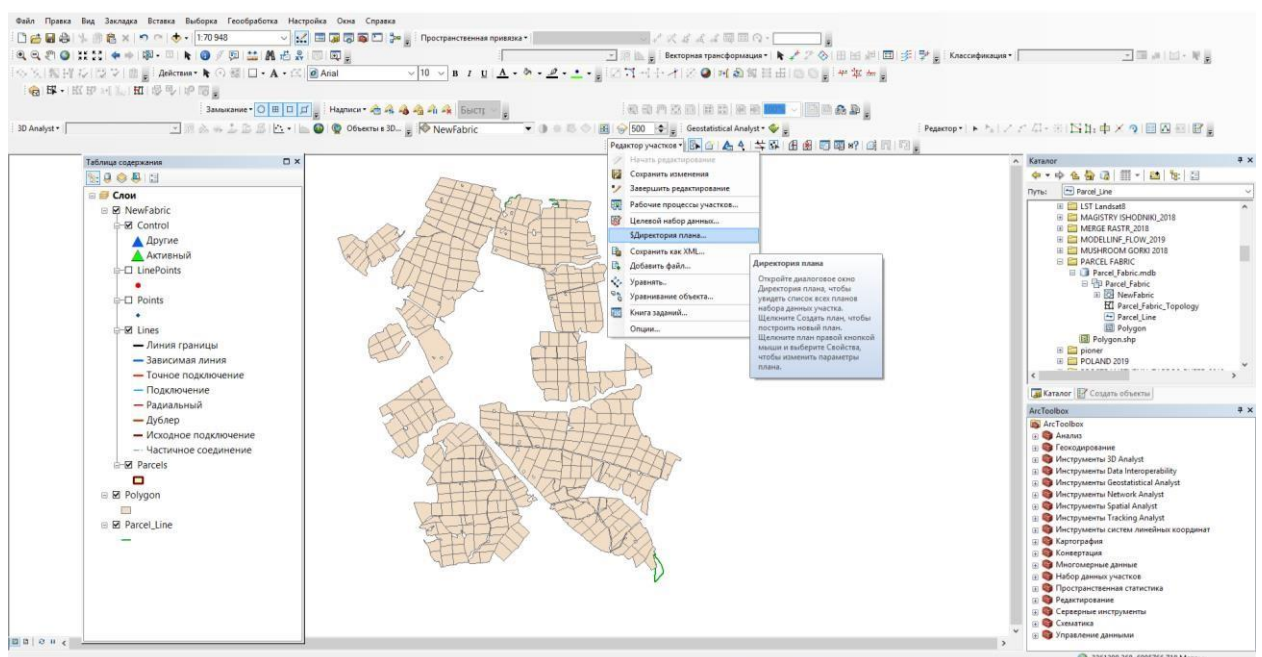 Файл Правка Вид Закладка Вставка Выборка Геообработка Настройка Окна Справка
1:70 948
Пространственная привязка
Векторная трансформация
Классификация
Действия
Arial
10
Замыкание
Надписи
3D Analyst
Объекты в 3D...
NewFabric
500
Geostatistical Analyst
Редактор
Редактор участков
Начать редактирование
Сохранить изменения
Завершить редактирование
Рабочие процессы участков...
Целевой набор данных...
$Директория плана...
Сохранить как XML...
Добавить файл...
Уравнять..
Уравнивание объекта...
Книга заданий...
Опции...
Директория плана
Откройте диалоговое окно
Директория плана, чтобы
увидеть список всех планов
набора данных участка.
Щелкните Создать план, чтобы
построить новый план.
Щелкните план правой кнопкой
мыши и выберите Свойства,
чтобы изменить параметры
плана.
Таблица содержания
Слои
NewFabric
Control
Другие
Активный
LinePoints
Points
Lines
Линия границы
Зависимая линия
Точное подключение
Подключение
Радиальный
Дублер
Исходное подключение
Частичное соединение
Parcels
Polygon
Parcel_Line
Каталог
Путь: Parcel_Line
LST Landsat8
MAGISTRY ISHODNIKI_2018
MERGE RASTR_2018
MODELLINF_FLOW_2019
MUSHROOM GORKI 2018
PARCEL FABRIC
Parcel_Fabric.mdb
Parcel_Fabric
NewFabric
Parcel_Fabric_Topology
Parcel_Line
Polygon
Polygon.shp
pioner
POLAND 2019
Каталог Создать объекты
ArcToolbox
ArcToolbox
Анализ
Геокодирование
Инструменты 3D Analyst
Инструменты Data Interoperability
Инструменты Geostatistical Analyst
Инструменты Network Analyst
Инструменты Spatial Analyst
Инструменты Tracking Analyst
Инструменты систем линейных координат
Картография
Конвертация
Многомерные данные
Набор данных участков
Пространственная статистика
Редактирование
Серверные инструменты
Схематика
Управление данными